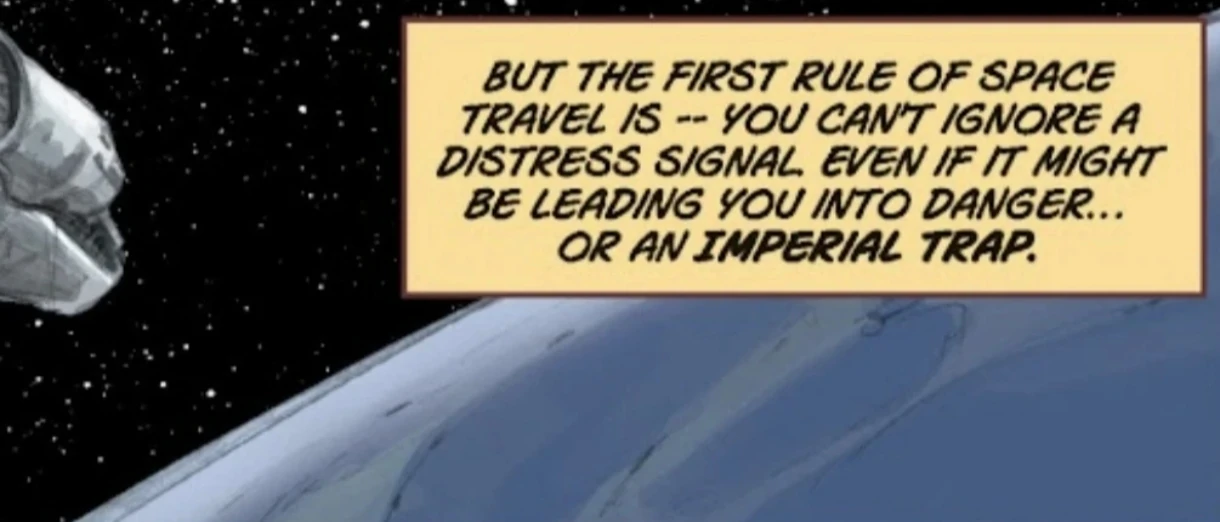 BUT THE FIRST RULE OF SPACE
TRAVEL IS -- YOU CAN'T IGNORE A
DISTRESS SIGNAL. EVEN IF IT MIGHT
BE LEADING YOU INTO DANGER...
OR AN IMPERIAL TRAP.